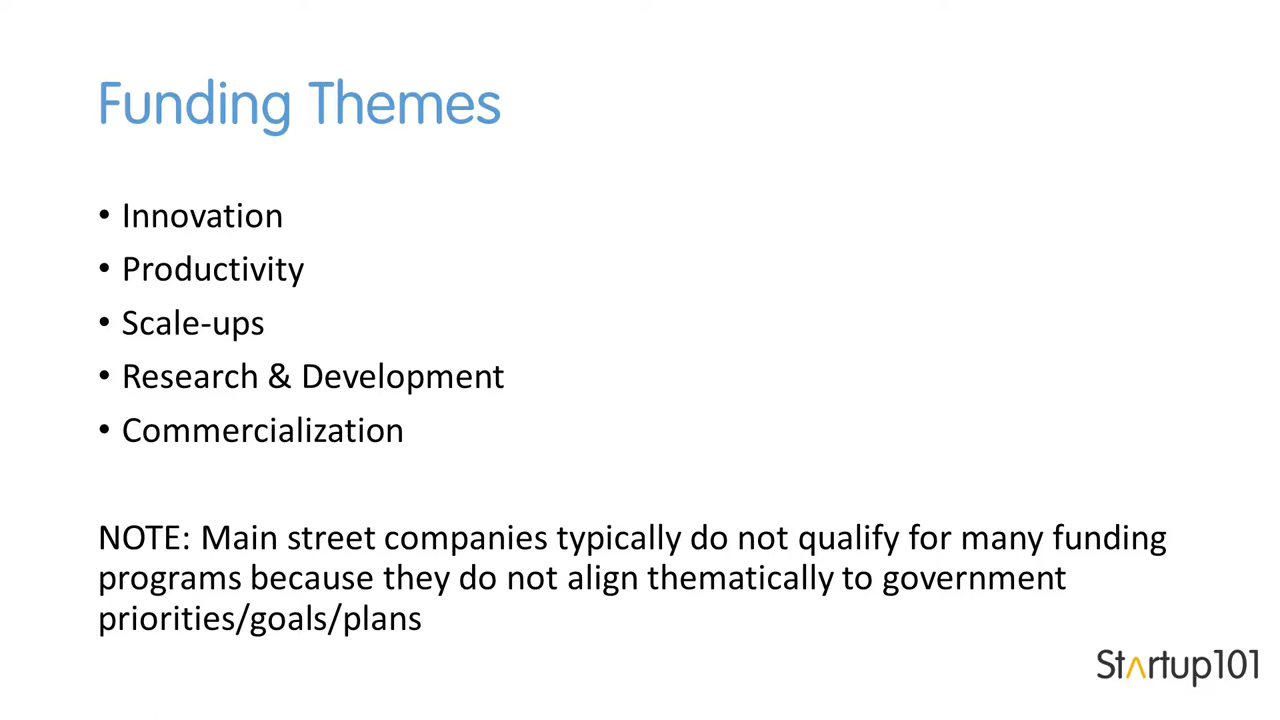 Funding Themes
• Innovation
• Productivity
• Scale-ups
• Research & Development
• Commercialization
NOTE: Main street companies typically do not qualify for many funding
programs because they do not align thematically to government
priorities/goals/plans
Startup101